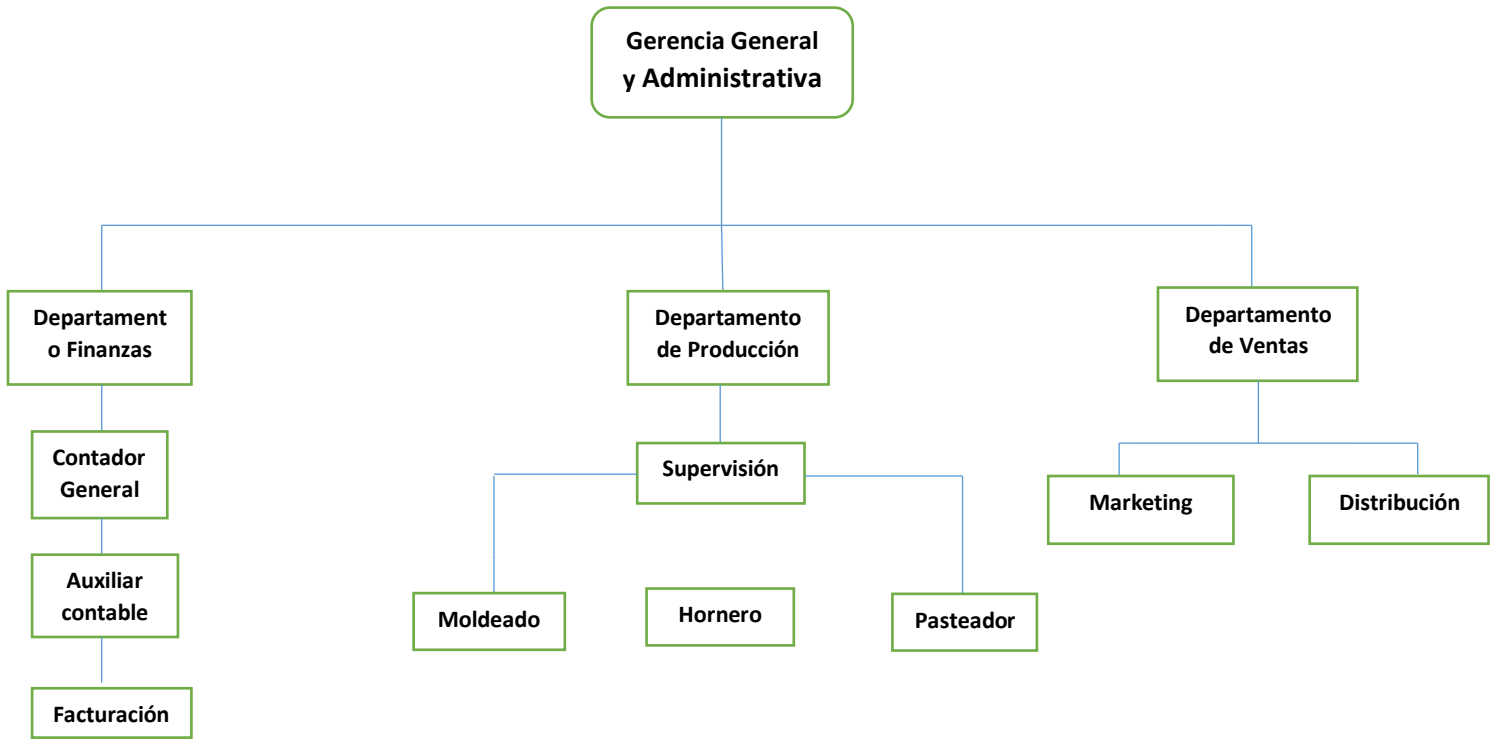 Gerencia General
y Administrativa
Departament
o Finanzas
Departamento
de Producción
Departamento
de Ventas
Contador
General
Supervisión
Marketing
Distribución
Auxiliar
contable
Moldeado
Hornero
Pasteador
Facturación